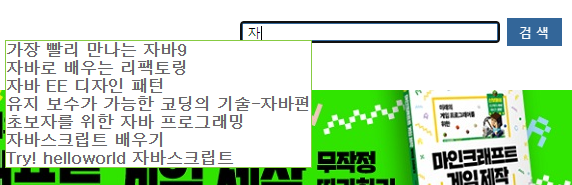 자
검 색
가장 빨리 만나는 자바9
자바로 배우는 리팩토링
자바 EE 디자인 패턴
유지 보수가 가능한 코딩의 기술-자바편
초보자를 위한 자바 프로그래밍
자바스크립트 배우기
Try! helloworld 자바스크립트
무작정
마인크래프트
게임 제작